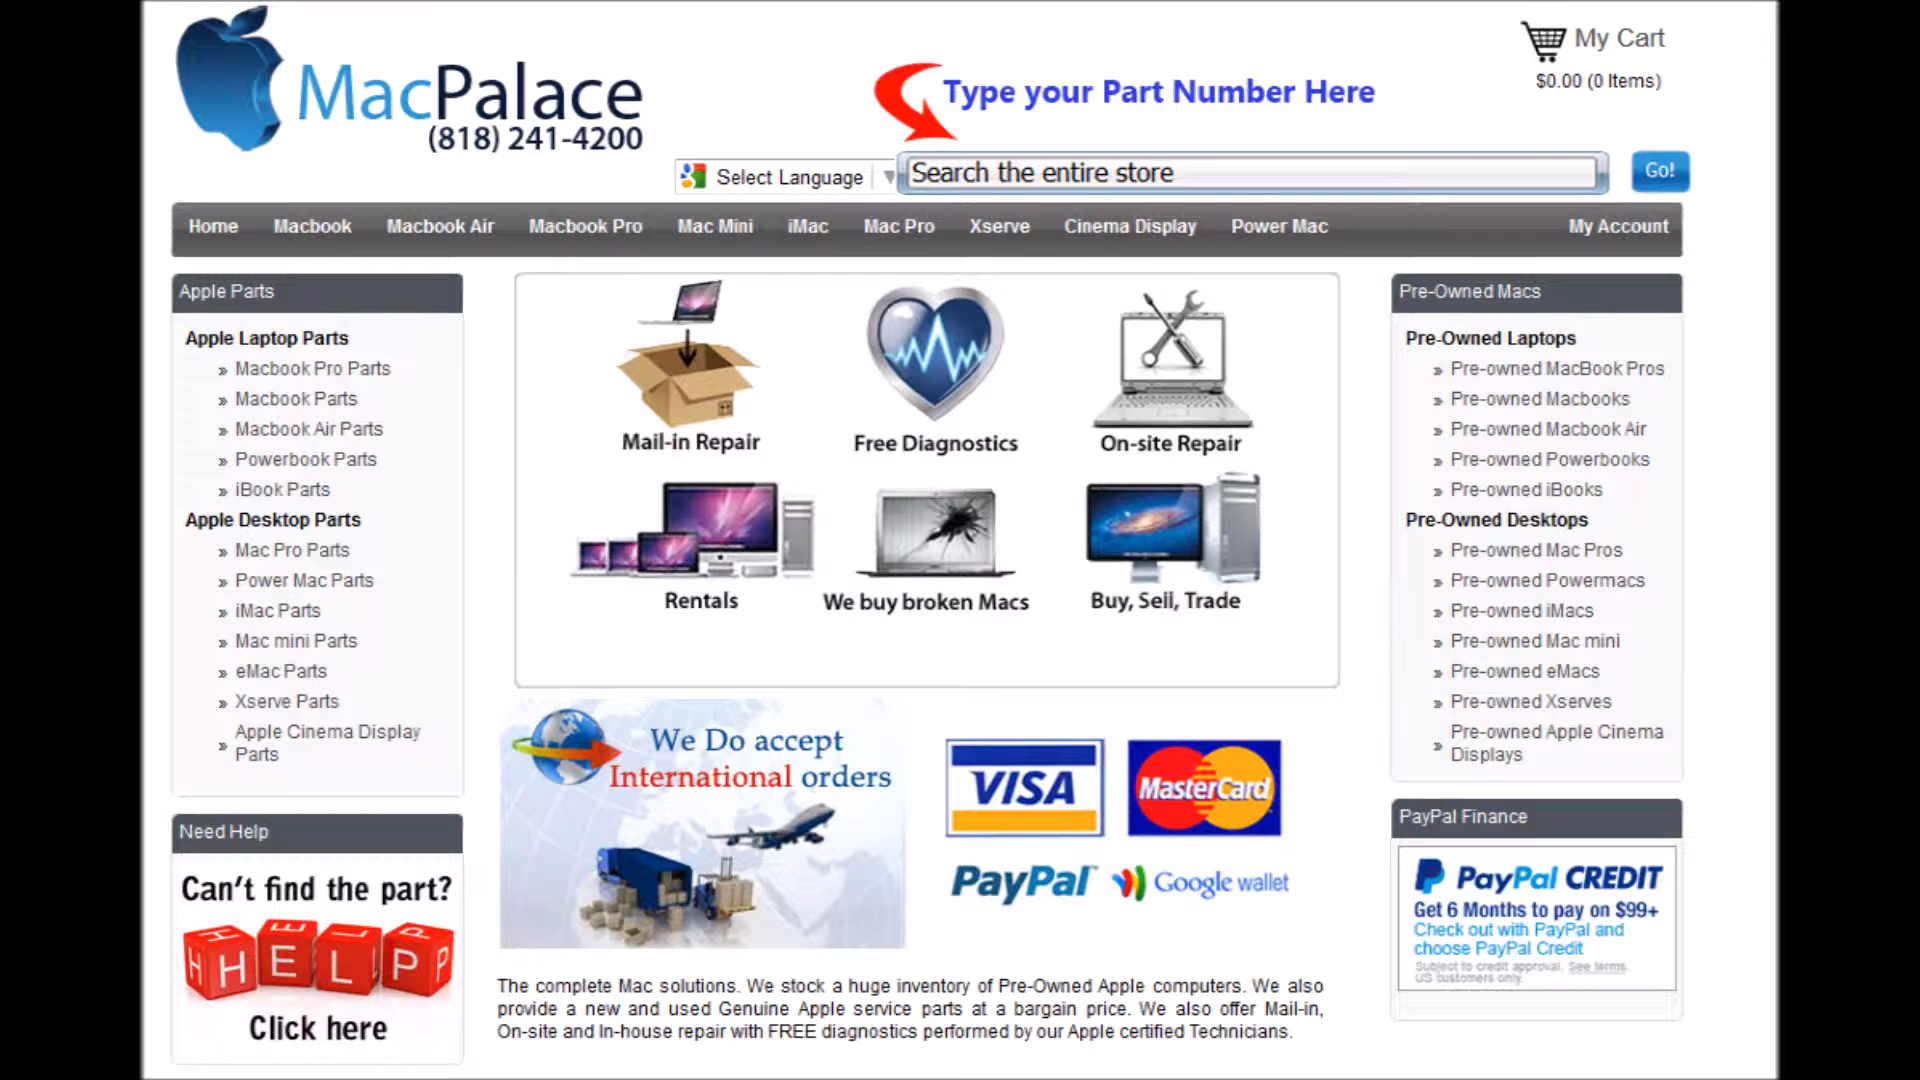 MacPalace
(818) 241-4200
Type your Part Number Here
My Cart
$0.00 (0 Items)
Select Language
Search the entire store
Go!
Home Macbook Macbook Air Macbook Pro Mac Mini iMac Mac Pro Xserve Cinema Display Power Mac My Account
Apple Parts
Apple Laptop Parts
» Macbook Pro Parts
» Macbook Parts
» Macbook Air Parts
» Powerbook Parts
» iBook Parts
Apple Desktop Parts
» Mac Pro Parts
» Power Mac Parts
» iMac Parts
» Mac mini Parts
» eMac Parts
» Xserve Parts
» Apple Cinema Display
Parts
Need Help
Can't find the part?
HELP
Click here
Mail-in Repair
Free Diagnostics
On-site Repair
Rentals
We buy broken Macs
Buy, Sell, Trade
We Do accept
International orders
VISA
MasterCard
PayPal
Google wallet
The complete Mac solutions. We stock a huge inventory of Pre-Owned Apple computers. We also
provide a new and used Genuine Apple service parts at a bargain price. We also offer Mail-in,
On-site and In-house repair with FREE diagnostics performed by our Apple certified Technicians.
Pre-Owned Macs
Pre-Owned Laptops
» Pre-owned MacBook Pros
» Pre-owned Macbooks
» Pre-owned Macbook Air
» Pre-owned Powerbooks
» Pre-owned iBooks
Pre-Owned Desktops
» Pre-owned Mac Pros
» Pre-owned Powermacs
» Pre-owned iMacs
» Pre-owned Mac mini
» Pre-owned eMacs
» Pre-owned Xserves
» Pre-owned Apple Cinema
Displays
PayPal Finance
PayPal CREDIT
Get 6 Months to pay on $99+
Check out with PayPal and
choose PayPal Credit
Subject to credit approval. See terms.
US customers only.